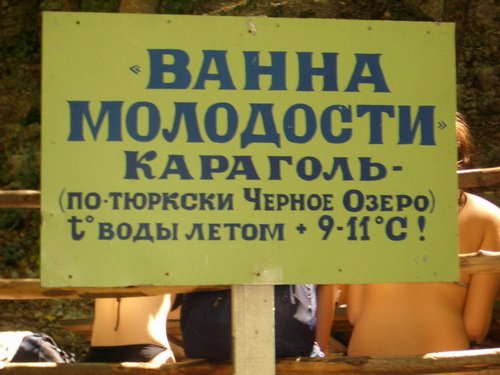 «ВАННА
МОЛОДОСТИ»
КАРАГОЛЬ-
(ПО-ТЮРКСКИ ЧЕРНОЕ ОЗЕРО)
t° ВОДЫ ЛЕТОМ + 9-11°С!